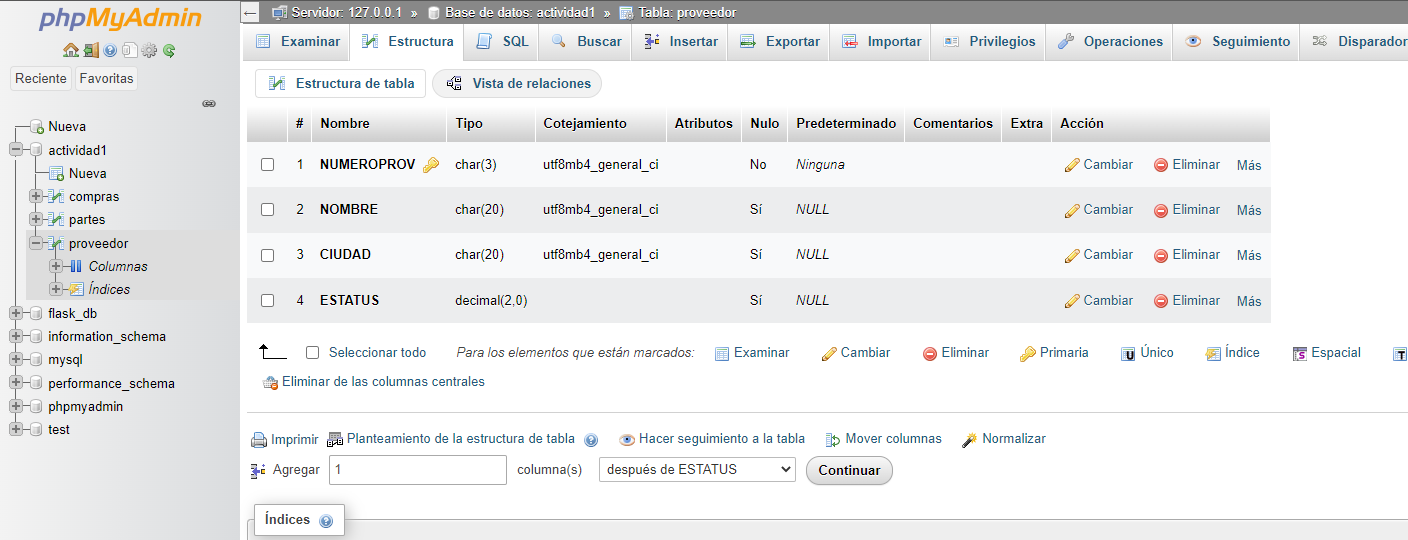 phpMyAdmin
Reciente Favoritas
Nueva
actividad1
Nueva
compras
partes
proveedor
Columnas
Índices
flask_db
information_schema
mysql
performance_schema
phpmyadmin
test
Servidor: 127.0.0.1 » Base de datos: actividad1 » Tabla: proveedor
Examinar Estructura SQL Buscar Insertar Exportar Importar Privilegios Operaciones Seguimiento Disparador
Estructura de tabla Vista de relaciones
# Nombre Tipo Cotejamiento Atributos Nulo Predeterminado Comentarios Extra Acción
1 NUMEROPROV char(3) utf8mb4_general_ci No Ninguna Cambiar Eliminar Más
2 NOMBRE char(20) utf8mb4_general_ci Sí NULL Cambiar Eliminar Más
3 CIUDAD char(20) utf8mb4_general_ci Sí NULL Cambiar Eliminar Más
4 ESTATUS decimal(2,0) Sí NULL Cambiar Eliminar Más
Seleccionar todo Para los elementos que están marcados: Examinar Cambiar Eliminar Primaria Único Índice Espacial
Eliminar de las columnas centrales
Imprimir Planteamiento de la estructura de tabla Hacer seguimiento a la tabla Mover columnas Normalizar
Agregar 1 columna(s) después de ESTATUS Continuar
Índices